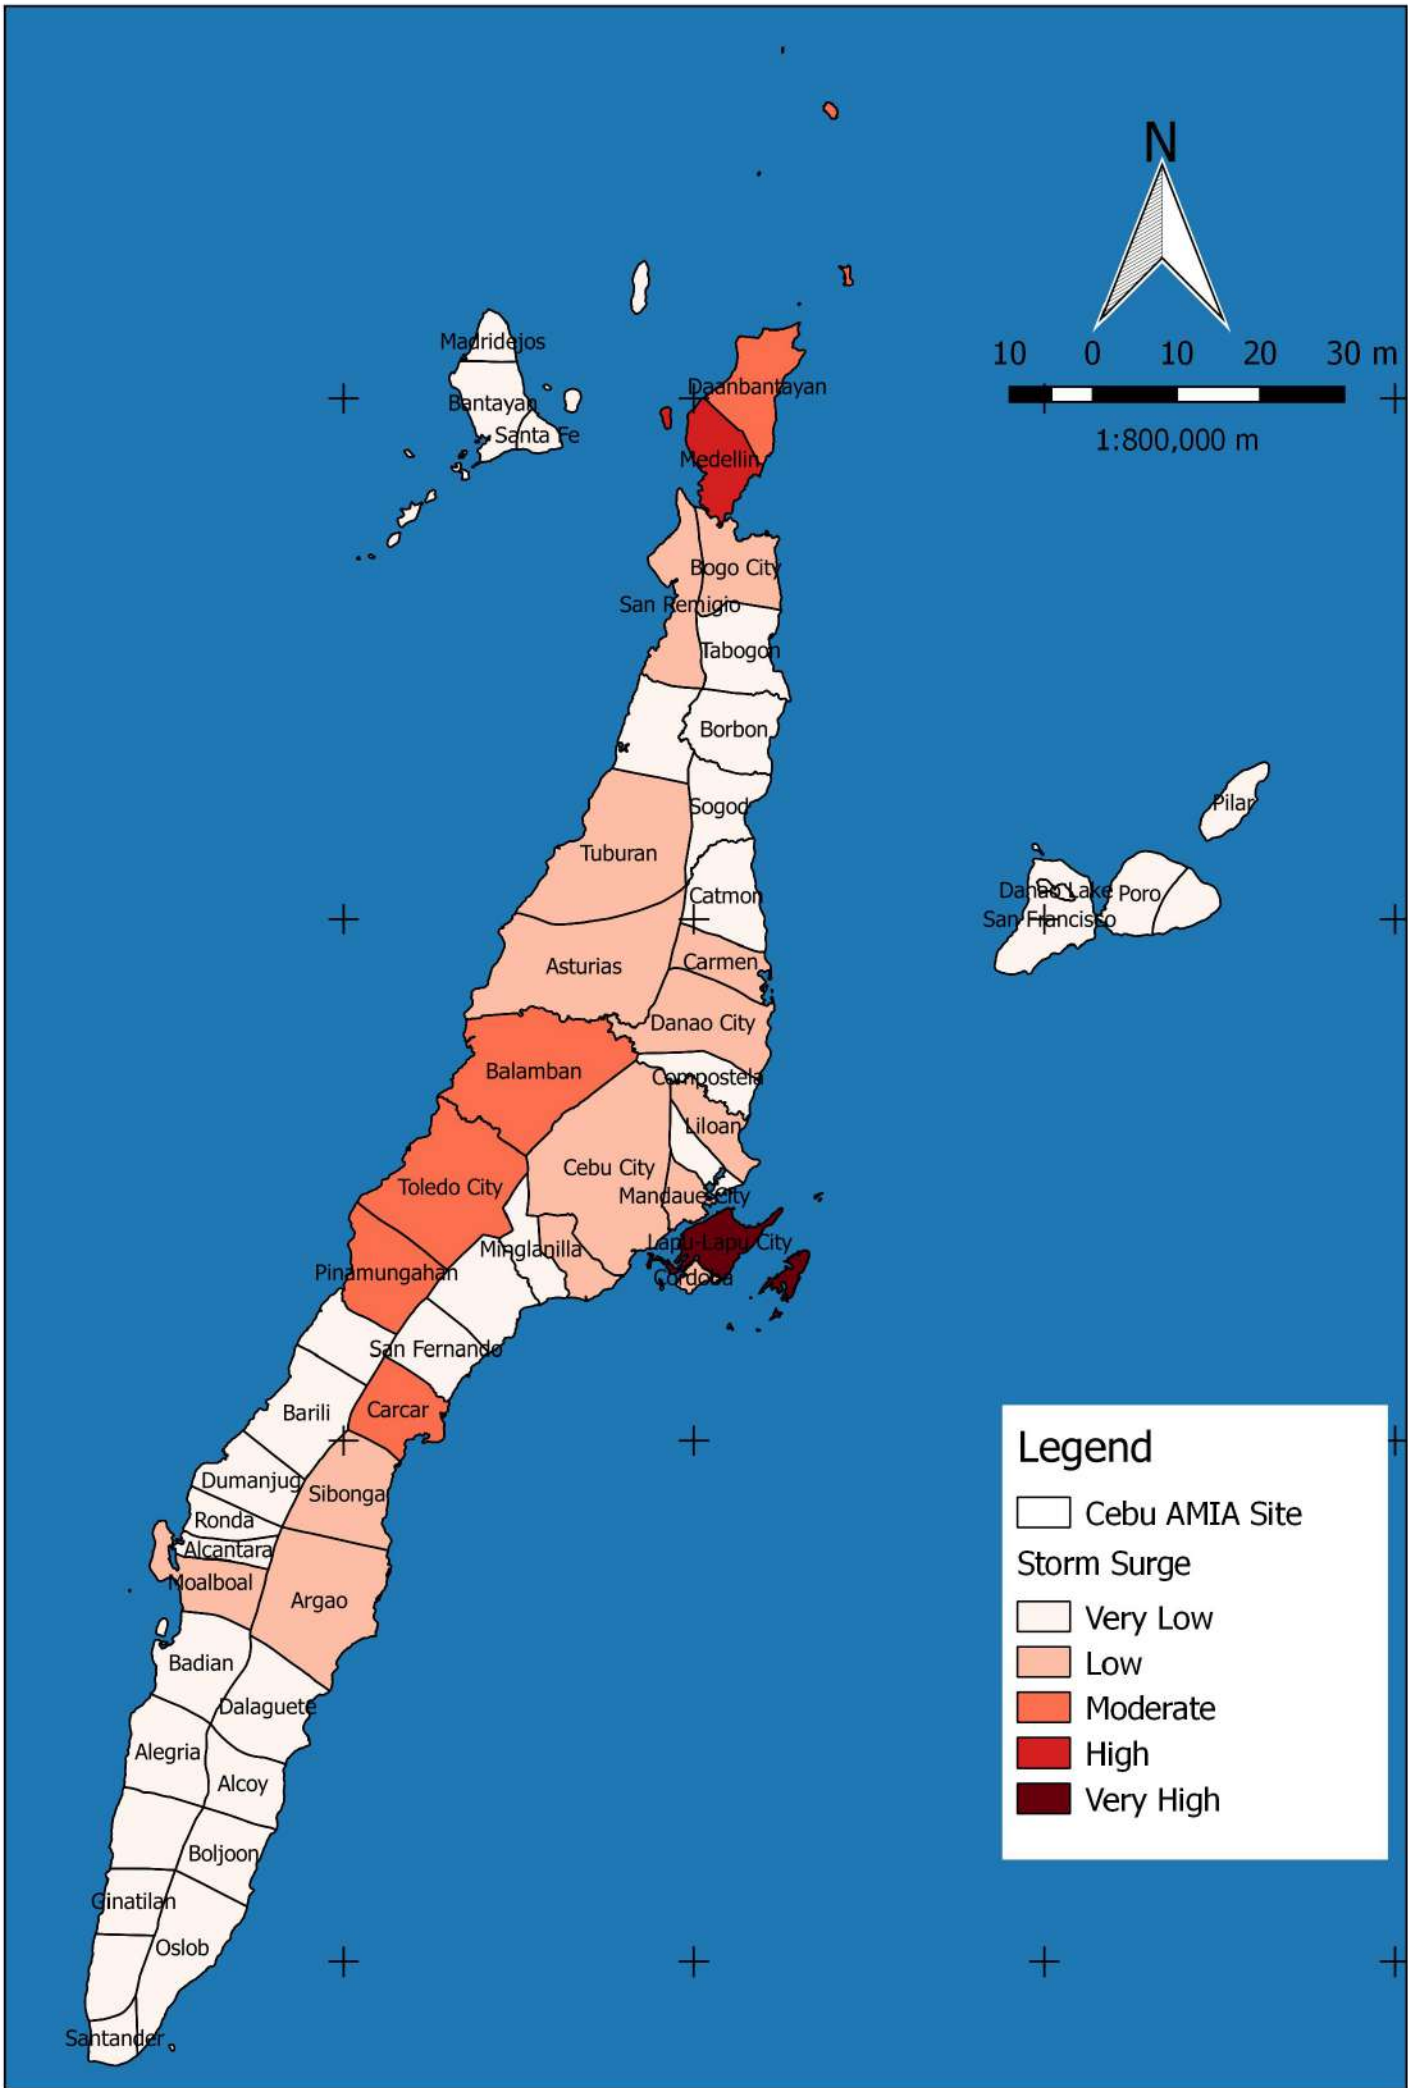 N
10 0 10 20 30 m
1:800,000 m
Madridejos
Bantayan
Santa Fe
Daanbantayan
Medellin
Bogo City
San Remigio
Tabogon
Borbon
Sogod
Pilar
Tuburan
Catmon
Danao Lake
Poro
San Francisco
Asturias
Carmen
Danao City
Balamban
Compostela
Liloan
Cebu City
Toledo City
Mandaue City
Lapu-Lapu City
Minglanilla
Pinamungahan
Cordoba
San Fernando
Barili
Carcar
Dumanjug
Sibonga
Ronda
Alcantara
Moalboal
Argao
Badian
Dalaguete
Alegria
Alcoy
Boljoon
Ginatilan
Oslob
Santander
Legend
Cebu AMIA Site
Storm Surge
Very Low
Low
Moderate
High
Very High